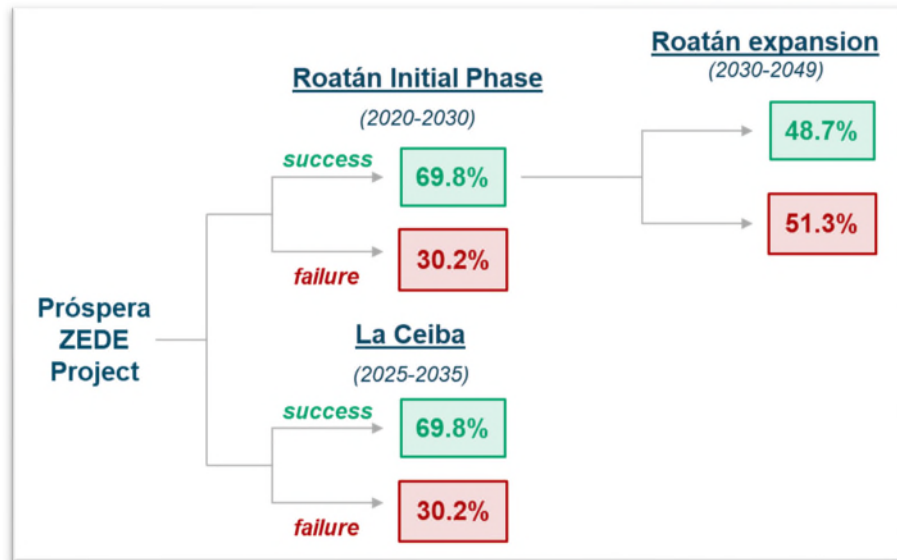 Roatán expansion
(2030-2049)
Roatán Initial Phase
(2020-2030)
success
69.8%
48.7%
51.3%
failure
30.2%
Próspera
ZEDE
Project
La Ceiba
(2025-2035)
success
69.8%
failure
30.2%